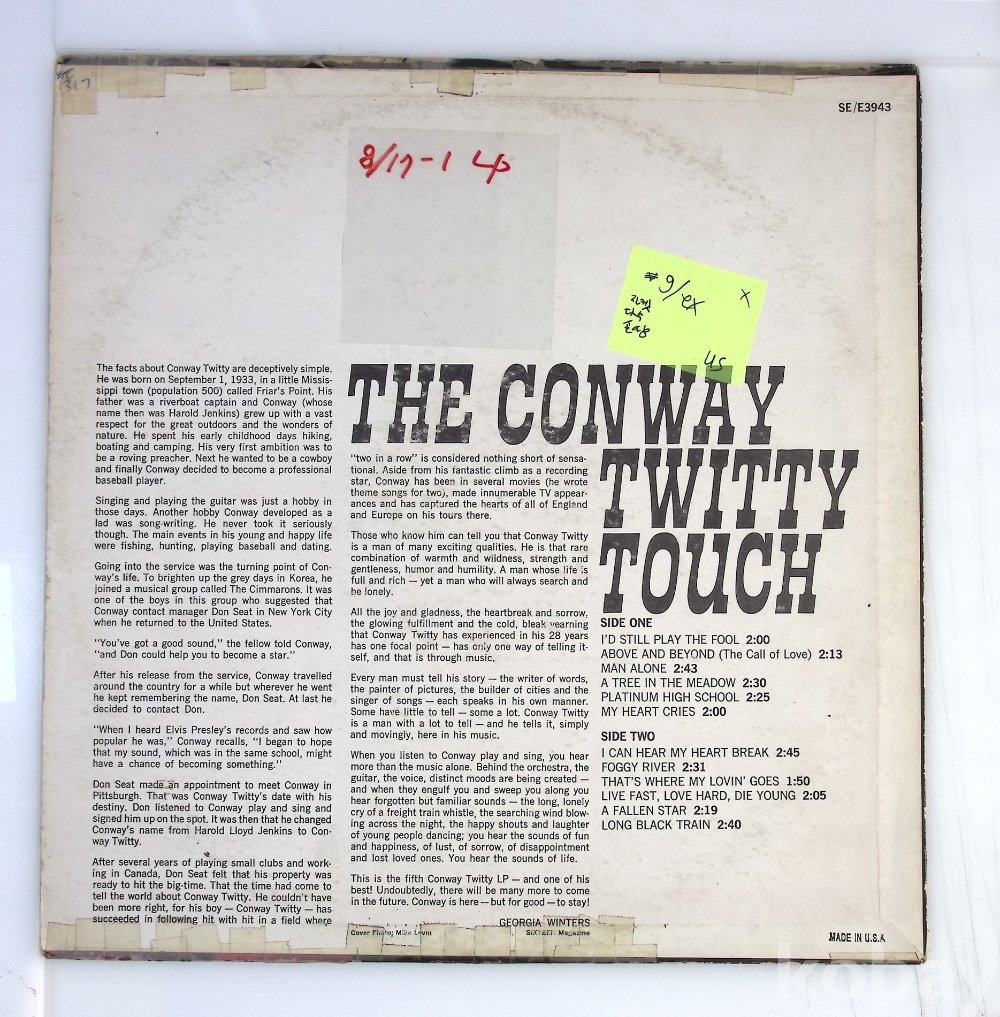 317
SE/E3943
8/17-1 LP
#9/ex x
US
THE CONWAY
TWITTY
TOUCH
The facts about Conway Twitty are deceptively simple.
He was born on September 1, 1933, in a little Missis-
sippi town (population 500) called Friar's Point. His
father was a riverboat captain and Conway (whose
name then was Harold Jenkins) grew up with a vast
respect for the great outdoors and the wonders of
nature. He spent his early childhood days hiking,
boating and camping. His very first ambition was to
be a roving preacher. Next he wanted to be a cowboy
and finally Conway decided to become a professional
baseball player.
Singing and playing the guitar was just a hobby in
those days. Another hobby Conway developed as a
lad was song-writing. He never took it seriously
though. The main events in his young and happy life
were fishing, hunting, playing baseball and dating.
Going into the service was the turning point of Con-
way's life. To brighten up the grey days in Korea, he
joined a musical group called The Cimmarons. It was
one of the boys in this group who suggested that
Conway contact manager Don Seat in New York City
when he returned to the United States.
"You've got a good sound," the fellow told Conway,
"and Don could help you to become a star."
After his release from the service, Conway travelled
around the country for a while but wherever he went
he kept remembering the name, Don Seat. At last he
decided to contact Don.
"When I heard Elvis Presley's records and saw how
popular he was," Conway recalls, "I began to hope
that my sound, which was in the same school, might
have a chance of becoming something."
Don Seat made an appointment to meet Conway in
Pittsburgh. That was Conway Twitty's date with his
destiny. Don listened to Conway play and sing and
signed him up on the spot. It was then that he changed
Conway's name from Harold Lloyd Jenkins to Con-
way Twitty.
After several years of playing small clubs and work-
ing in Canada, Don Seat felt that his property was
ready to hit the big-time. That the time had come to
tell the world about Conway Twitty. He couldn't have
been more right, for his boy — Conway Twitty — has
succeeded in following hit with hit in a field where
"two in a row" is considered nothing short of sensa-
tional. Aside from his fantastic climb as a recording
star, Conway has been in several movies (he wrote
theme songs for two), made innumerable TV appear-
ances and has captured the hearts of all of England
and Europe on his tours there.
Those who know him can tell you that Conway Twitty
is a man of many exciting qualities. He is that rare
combination of warmth and wildness, strength and
gentleness, humor and humility. A man whose life is
full and rich — yet a man who will always search and
be lonely.
All the joy and gladness, the heartbreak and sorrow,
the glowing fulfillment and the cold, bleak yearning
that Conway Twitty has experienced in his 28 years
has one focal point — has only one way of telling it-
self, and that is through music.
Every man must tell his story — the writer of words,
the painter of pictures, the builder of cities and the
singer of songs — each speaks in his own manner.
Some have little to tell — some a lot. Conway Twitty
is a man with a lot to tell — and he tells it, simply
and movingly, here in his music.
When you listen to Conway play and sing, you hear
more than the music alone. Behind the orchestra, the
guitar, the voice, distinct moods are being created —
and when they engulf you and sweep you along you
hear forgotten but familiar sounds — the long, lonely
cry of a freight train whistle, the searching wind blow-
ing across the night, the happy shouts and laughter
of young people dancing; you hear the sounds of fun
and happiness, of lust, of sorrow, of disappointment
and lost loved ones. You hear the sounds of life.
This is the fifth Conway Twitty LP — and one of his
best! Undoubtedly, there will be many more to come
in the future. Conway is here — but for good — to stay!
GEORGIA WINTERS
SIXTEEN Magazine
Cover Photo; Mike Levin
SIDE ONE
I'D STILL PLAY THE FOOL 2:00
ABOVE AND BEYOND (The Call of Love) 2:13
MAN ALONE 2:43
A TREE IN THE MEADOW 2:30
PLATINUM HIGH SCHOOL 2:25
MY HEART CRIES 2:00
SIDE TWO
I CAN HEAR MY HEART BREAK 2:45
FOGGY RIVER 2:31
THAT'S WHERE MY LOVIN' GOES 1:50
LIVE FAST, LOVE HARD, DIE YOUNG 2:05
A FALLEN STAR 2:19
LONG BLACK TRAIN 2:40
MADE IN U.S.A